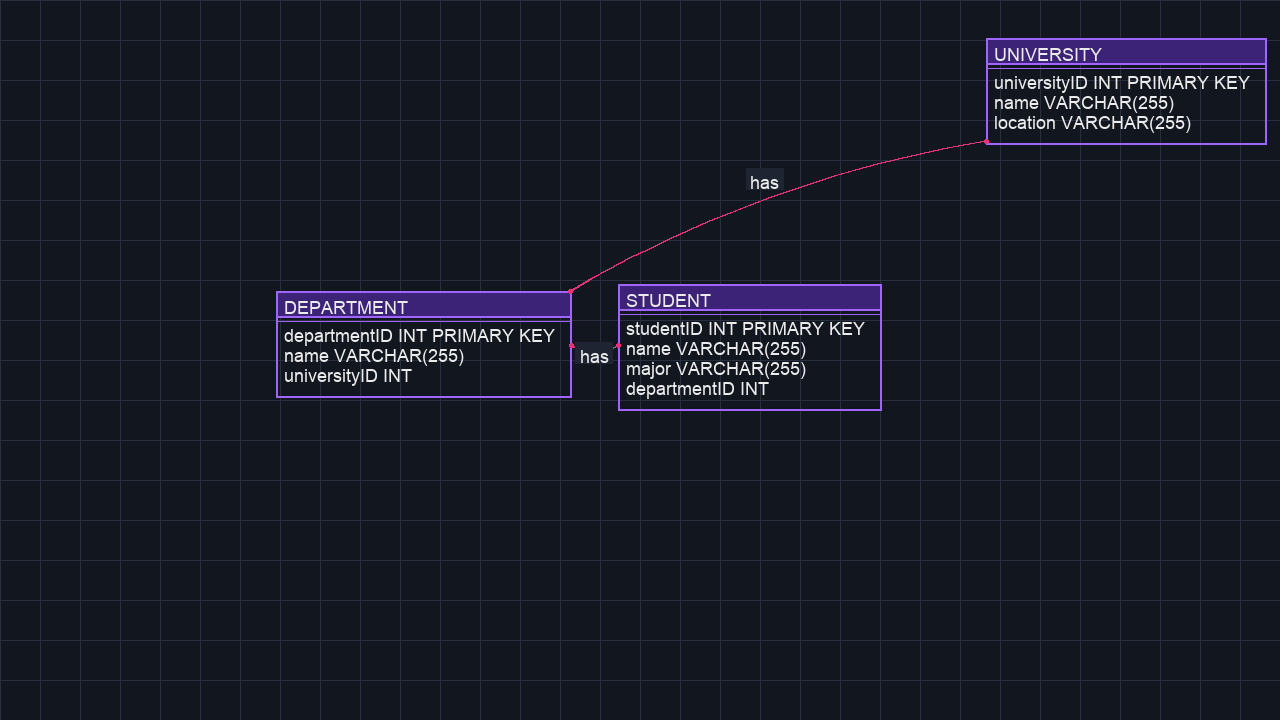 UNIVERSITY
universityID INT PRIMARY KEY
name VARCHAR(255)
location VARCHAR(255)
has
DEPARTMENT
departmentID INT PRIMARY KEY
name VARCHAR(255)
universityID INT
has
STUDENT
studentID INT PRIMARY KEY
name VARCHAR(255)
major VARCHAR(255)
departmentID INT